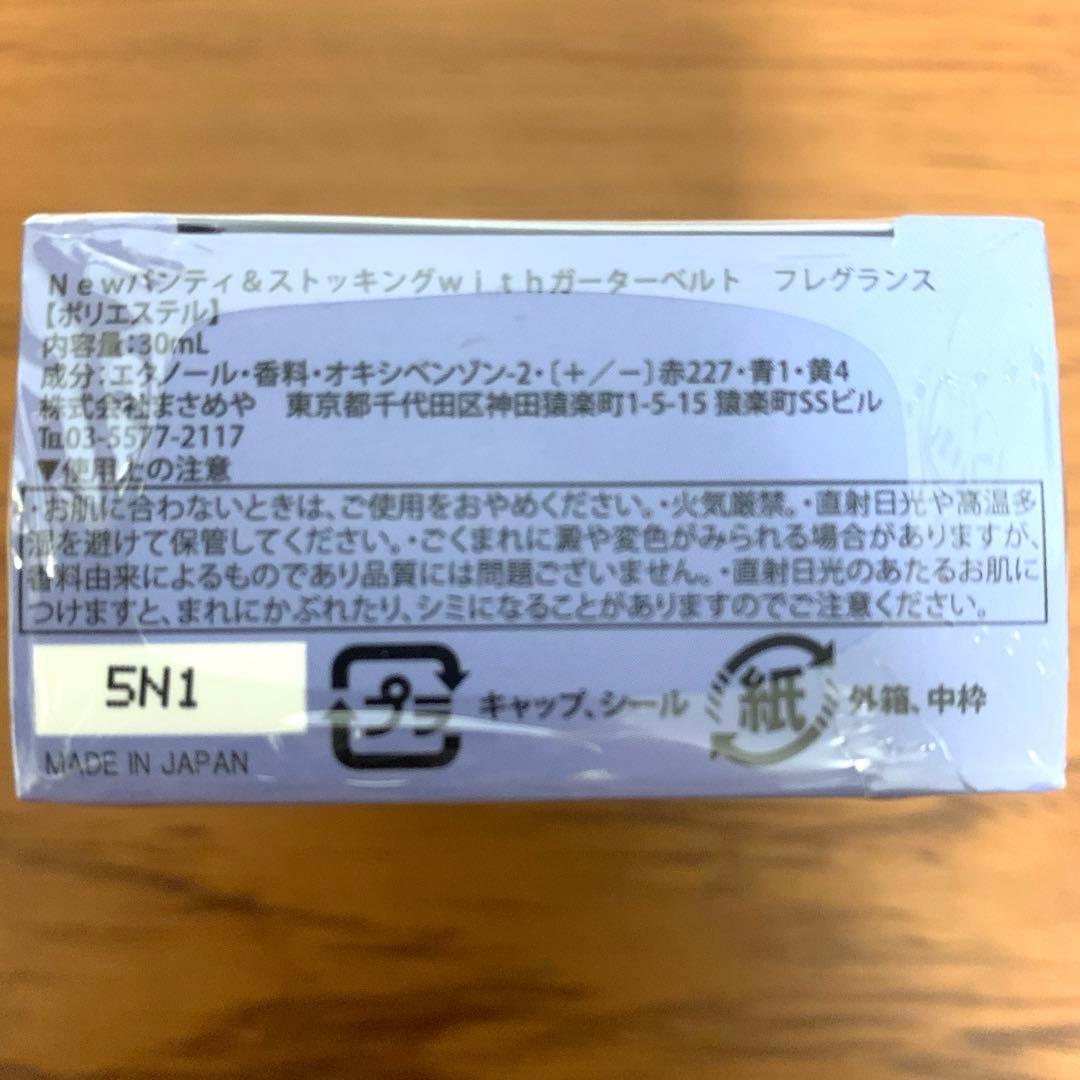 Newパンティ&ストッキングwithガーターベルト　フレグランス
【ポリエステル】
内容量:30mL
成分:エタノール・香料・オキシベンゾン-2・〔+/-〕赤227・青1・黄4
株式会社まさめや　東京都千代田区神田猿楽町1-5-15 猿楽町SSビル
℡03-5577-2117
▼使用上の注意
・お肌に合わないときは、ご使用をおやめください。・火気厳禁。・直射日光や高温多
湿を避けて保管してください。・ごくまれに澱や変色がみられる場合がありますが、
香料由来によるものであり品質には問題ございません。・直射日光のあたるお肌に
つけますと、まれにかぶれたり、シミになることがありますのでご注意ください。
5N1
プラ キャップ、シール 紙 外箱、中枠
MADE IN JAPAN